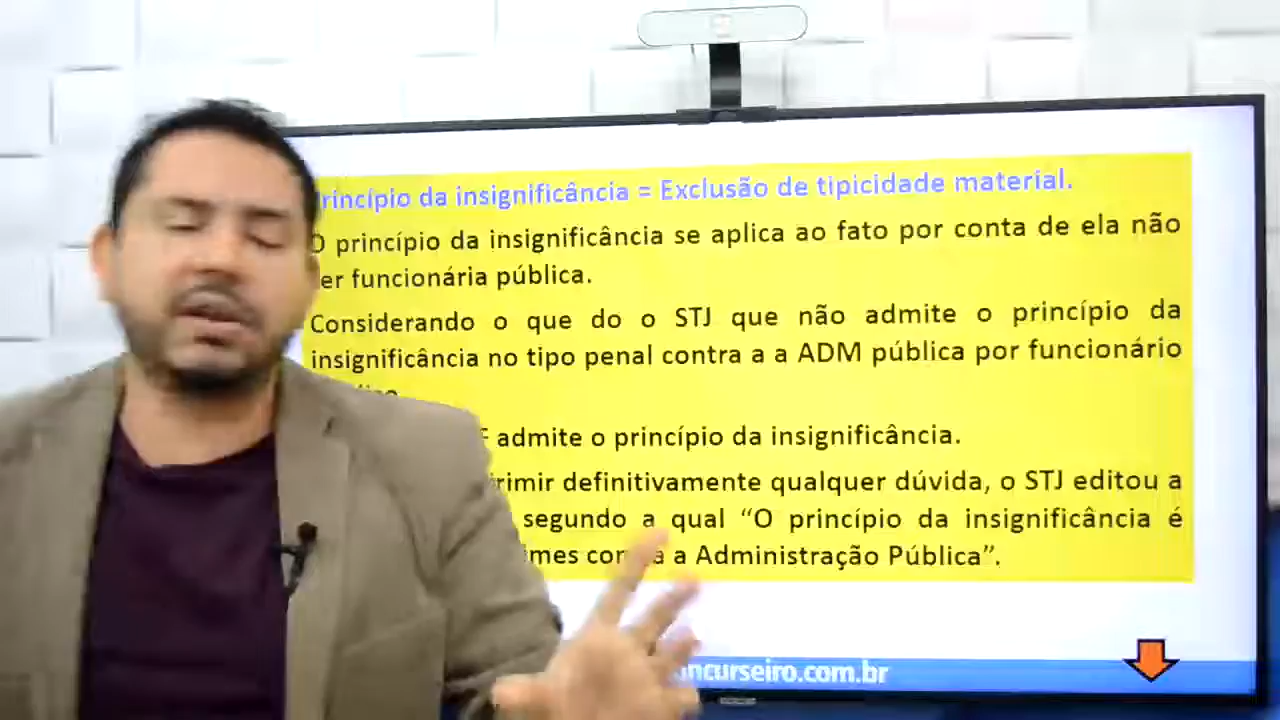 rincípio da insignificância = Exclusão de tipicidade material.
O princípio da insignificância se aplica ao fato por conta de ela não
er funcionária pública.
Considerando o que do o STJ que não admite o princípio da
insignificância no tipo penal contra a a ADM pública por funcionário
admite o princípio da insignificância.
rimir definitivamente qualquer dúvida, o STJ editou a
segundo a qual “O princípio da insignificância é
imes contra a Administração Pública”.
ncurseiro.com.br